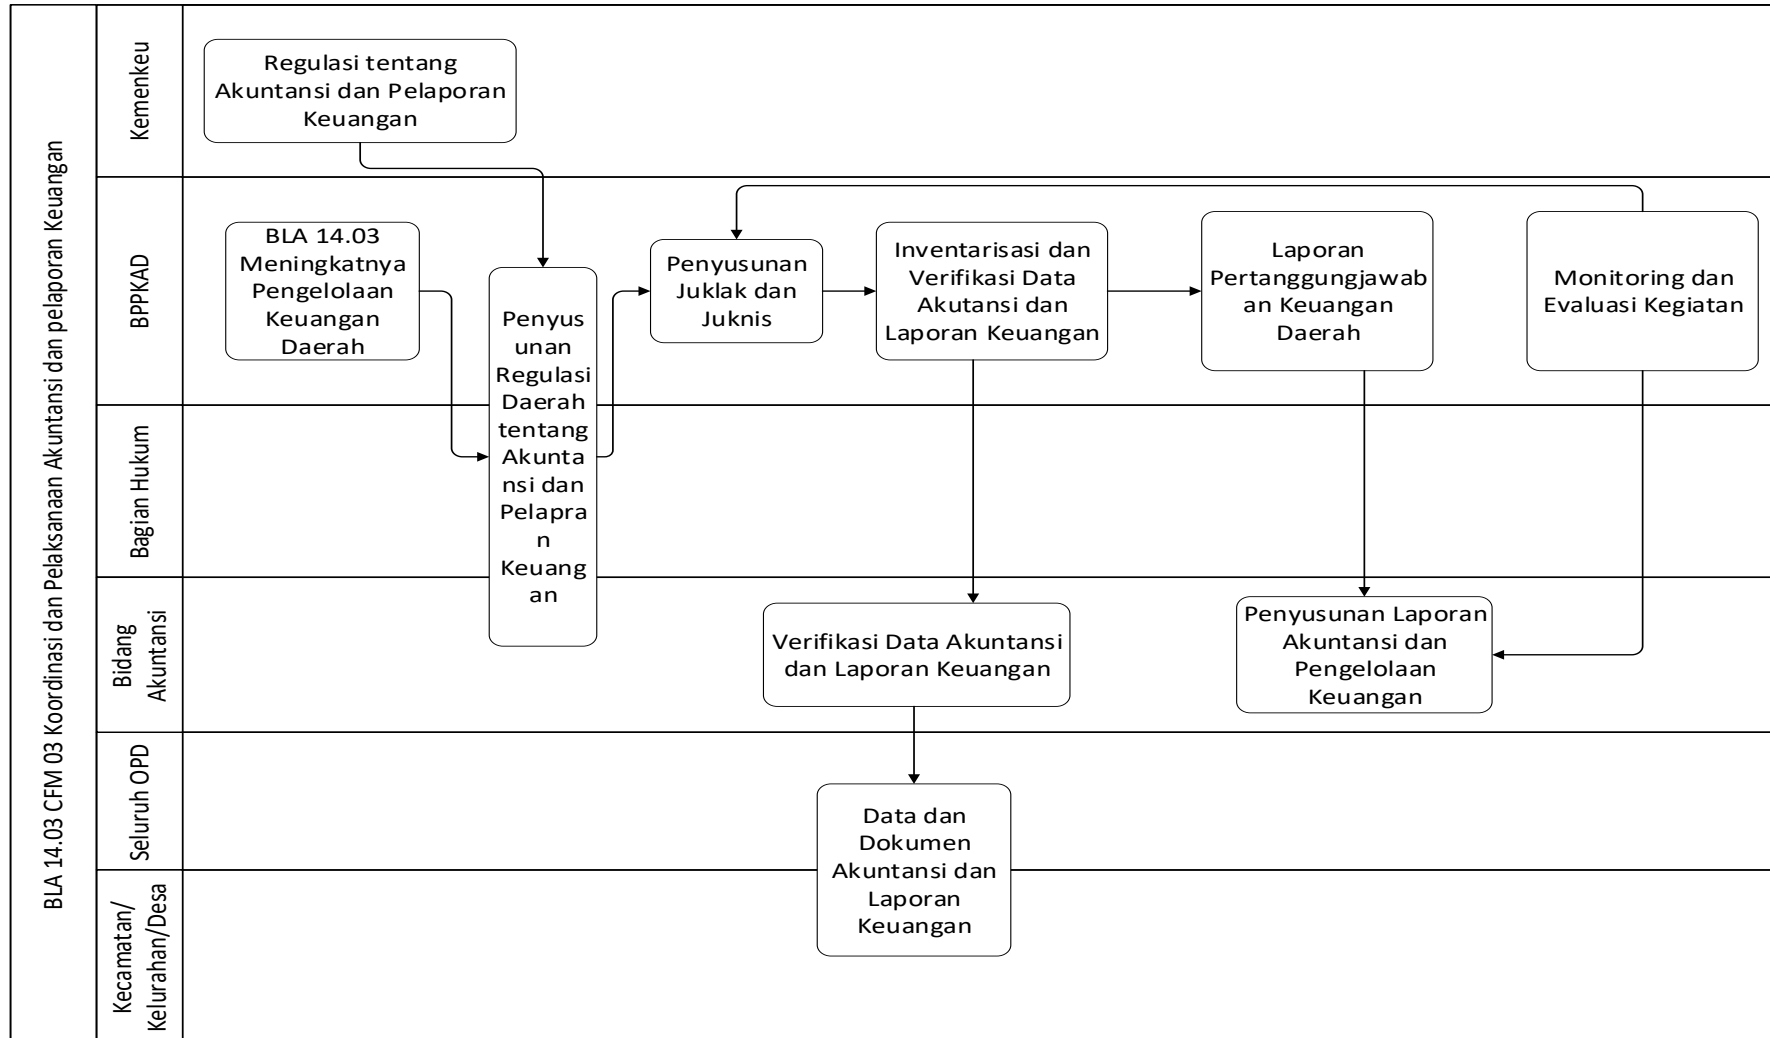 BLA 14.03 CFM 03 Koordinasi dan Pelaksanaan Akuntansi dan pelaporan Keuangan
Kemenkeu
Regulasi tentang
Akuntansi dan Pelaporan
Keuangan
BPPKAD
BLA 14.03
Meningkatnya
Pengelolaan
Keuangan
Daerah
Penyus
unan
Regulasi
Daerah
tentang
Akunta
nsi dan
Pelapra
n
Keuang
an
Penyusunan
Juklak dan
Juknis
Inventarisasi dan
Verifikasi Data
Akutansi dan
Laporan Keuangan
Laporan
Pertanggungjawab
an Keuangan
Daerah
Monitoring dan
Evaluasi Kegiatan
Bagian Hukum
Bidang
Akuntansi
Verifikasi Data Akuntansi
dan Laporan Keuangan
Penyusunan Laporan
Akuntansi dan
Pengelolaan
Keuangan
Seluruh OPD
Data dan
Dokumen
Akuntansi dan
Laporan
Keuangan
Kecamatan/
Kelurahan/Desa